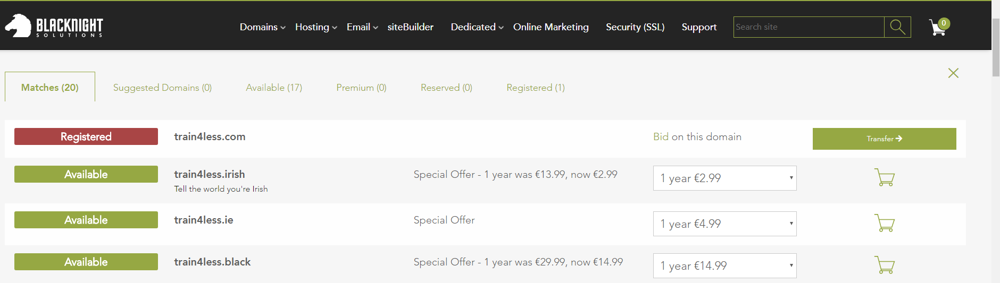 BLACKNIGHT
SOLUTIONS
Domains Hosting Email siteBuilder Dedicated Online Marketing Security (SSL) Support Search site 0
Matches (20) Suggested Domains (0) Available (17) Premium (0) Reserved (0) Registered (1)
Registered train4less.com Bid on this domain Transfer
Available train4less.irish Special Offer - 1 year was €13.99, now €2.99 1 year €2.99
Tell the world you're Irish
Available train4less.ie Special Offer 1 year €4.99
Available train4less.black Special Offer - 1 year was €29.99, now €14.99 1 year €14.99